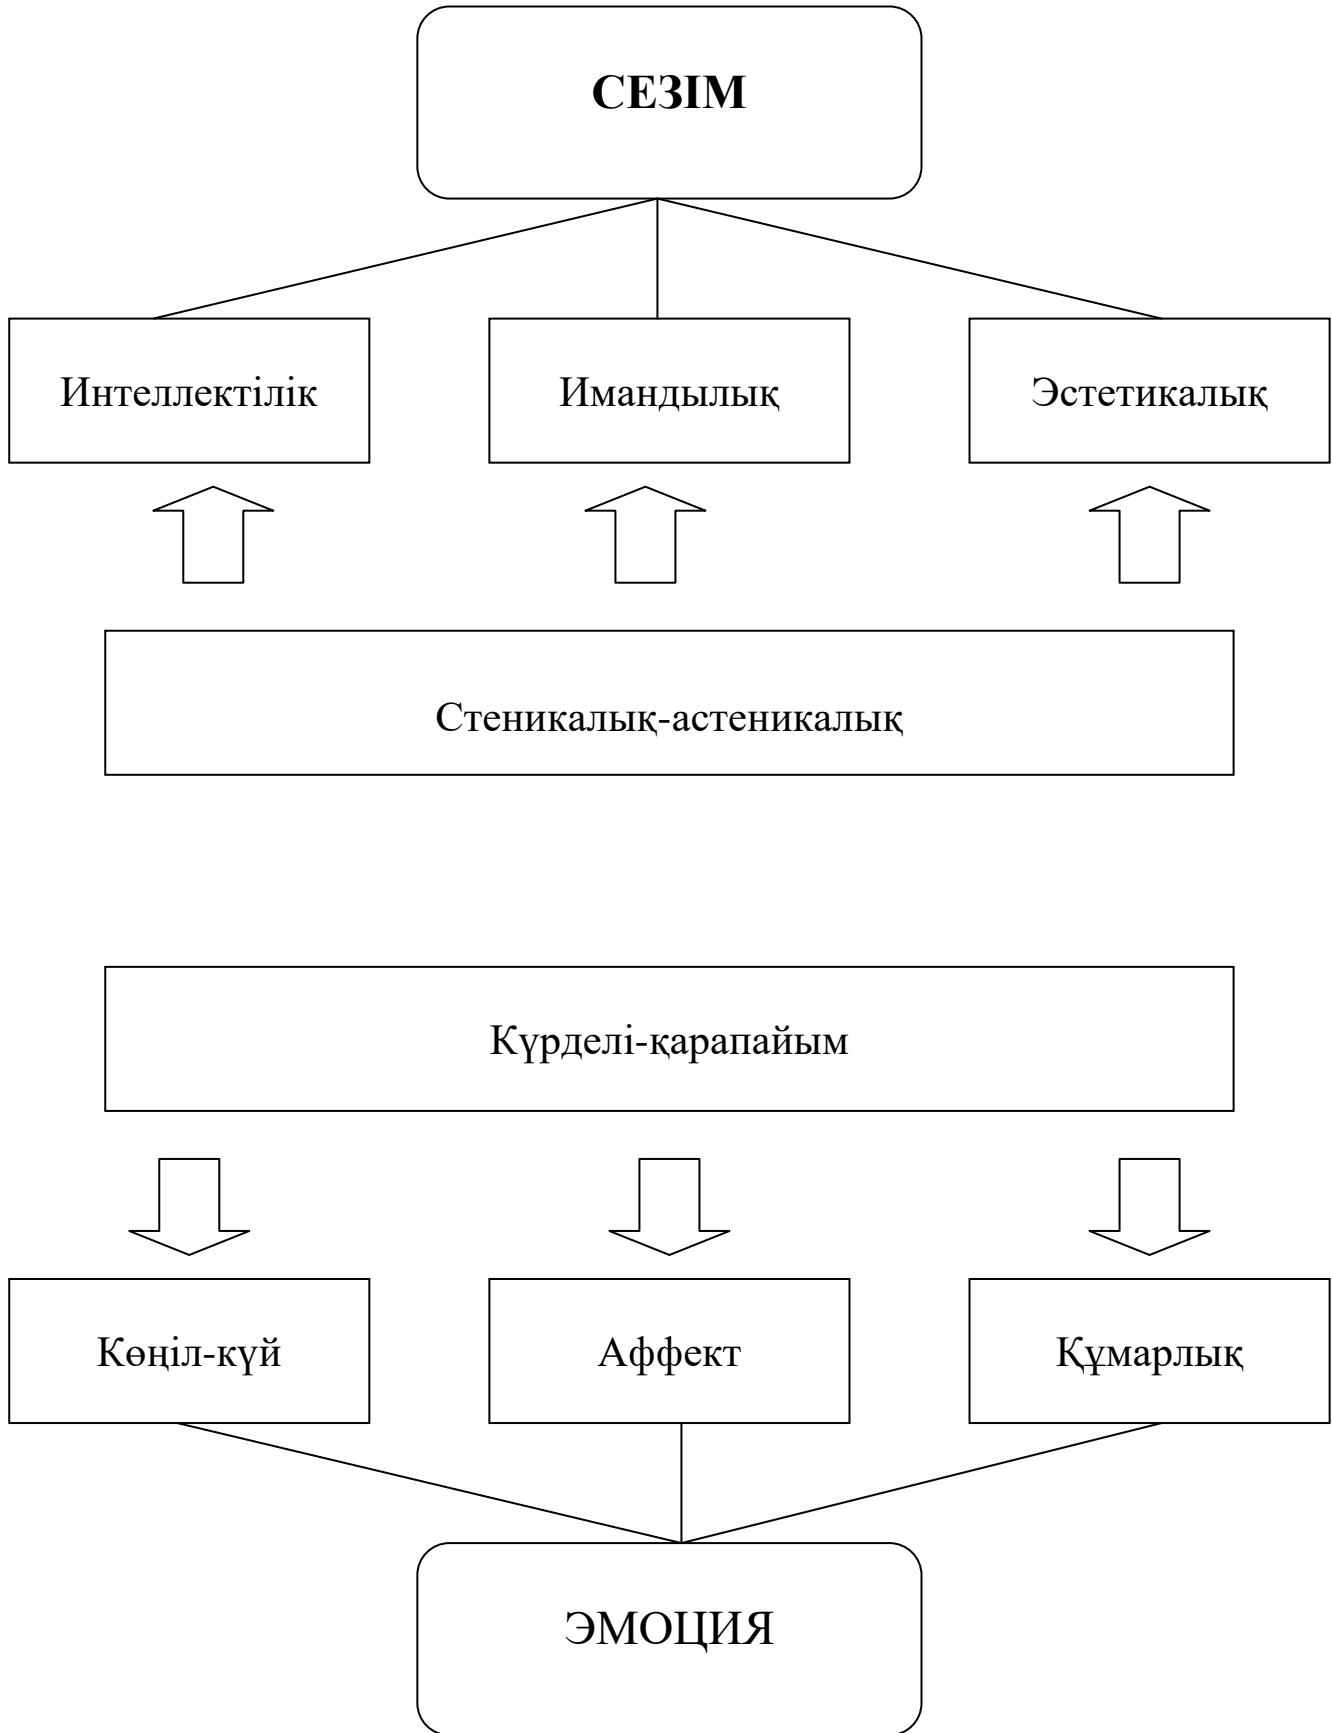 СЕЗІМ
Интеллектілік
Имандылық
Эстетикалық
Стеникалық-астеникалық
Күрделі-қарапайым
Көңіл-күй
Аффект
Құмарлық
ЭМОЦИЯ